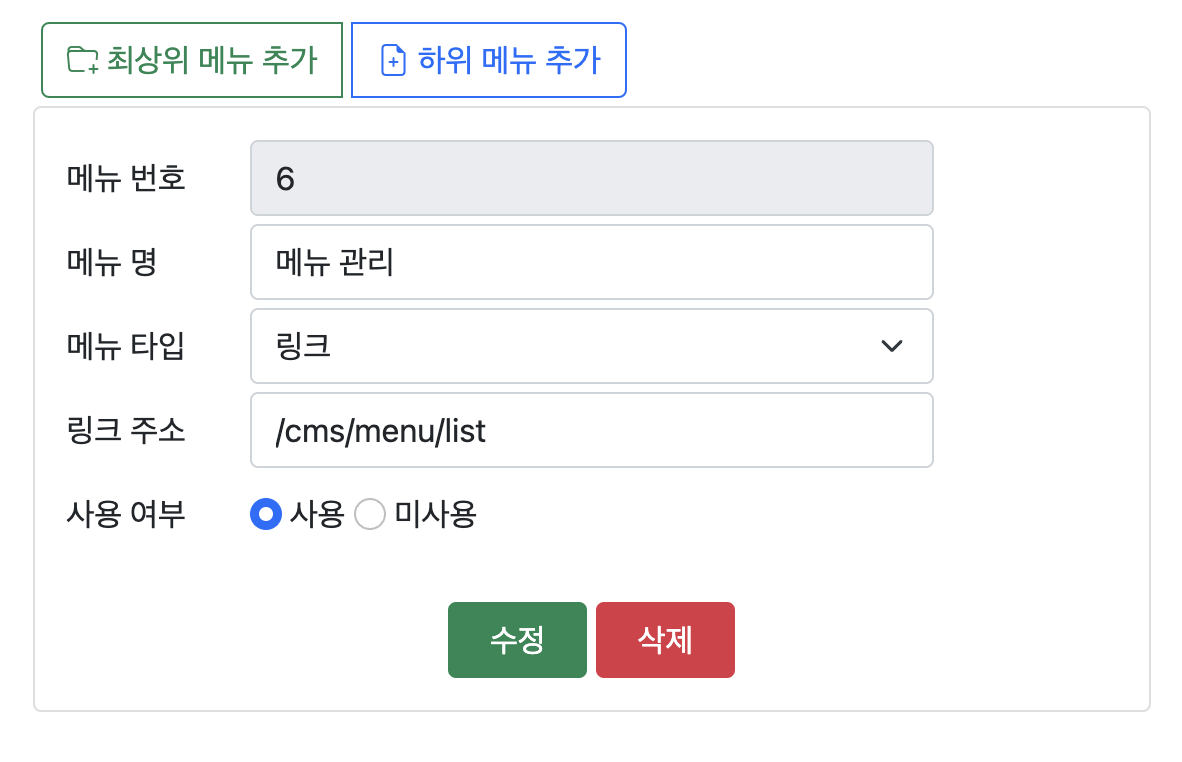 최상위 메뉴 추가 하위 메뉴 추가
메뉴 번호 6
메뉴 명 메뉴 관리
메뉴 타입 링크
링크 주소 /cms/menu/list
사용 여부 사용 미사용
수정 삭제